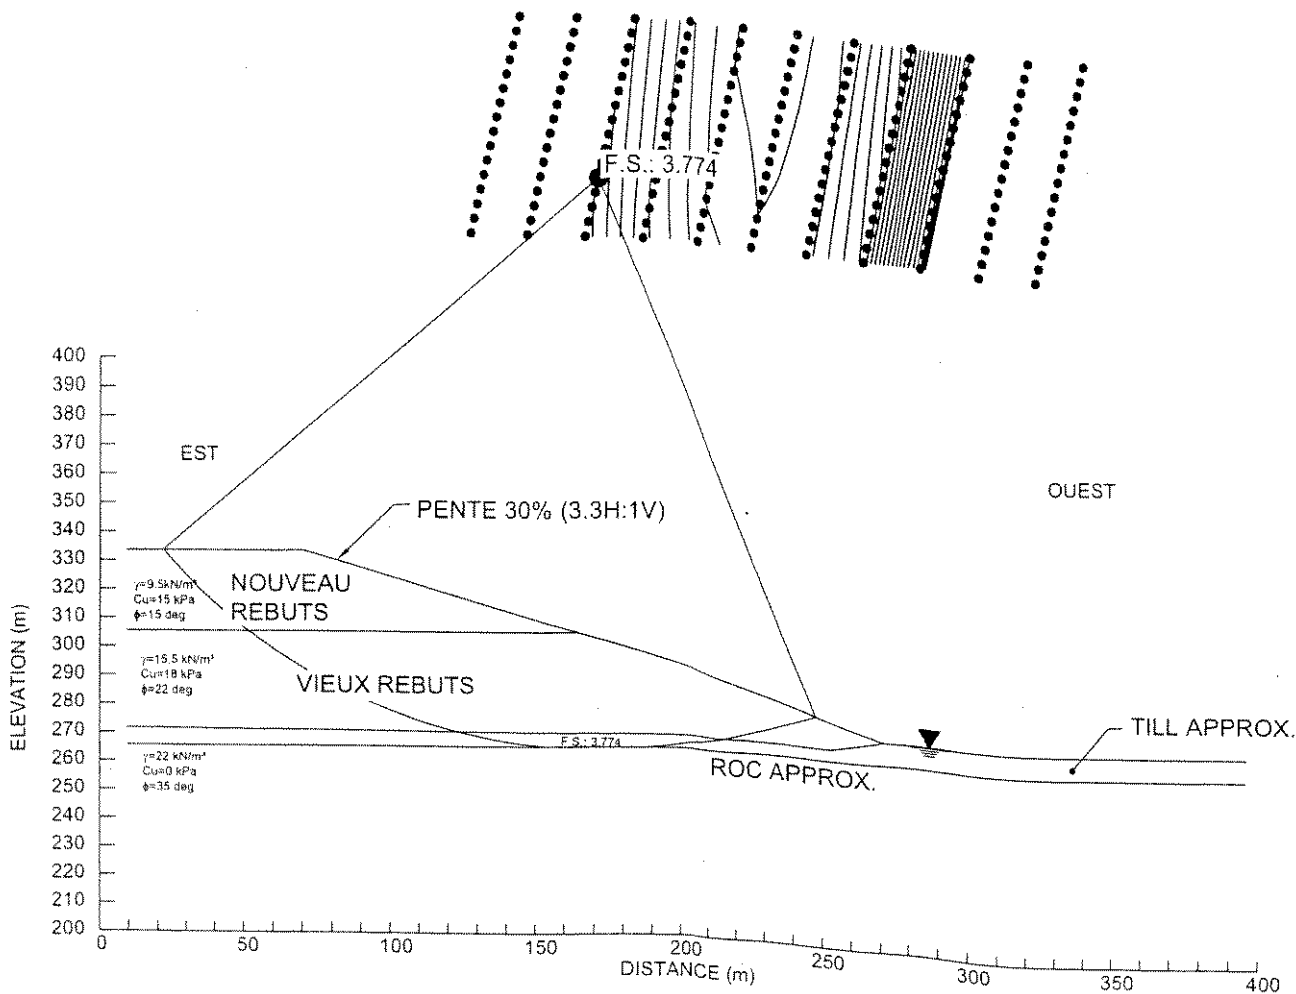 F.S.: 3.774
400
390
380
370
360
350
340
330
320
310
300
290
280
270
260
250
240
230
220
210
200
ELEVATION (m)
EST
OUEST
PENTE 30% (3.3H:1V)
γ=9.5kN/m³
Cu=15 kPa
ϕ=15 deg
NOUVEAU
REBUTS
γ=15.5 kN/m³
Cu=18 kPa
ϕ=22 deg
VIEUX REBUTS
F.S.: 3.774
γ=22 kN/m³
Cu=0 kPa
ϕ=35 deg
ROC APPROX.
TILL APPROX.
0
50
100
150
200
250
300
350
400
DISTANCE (m)